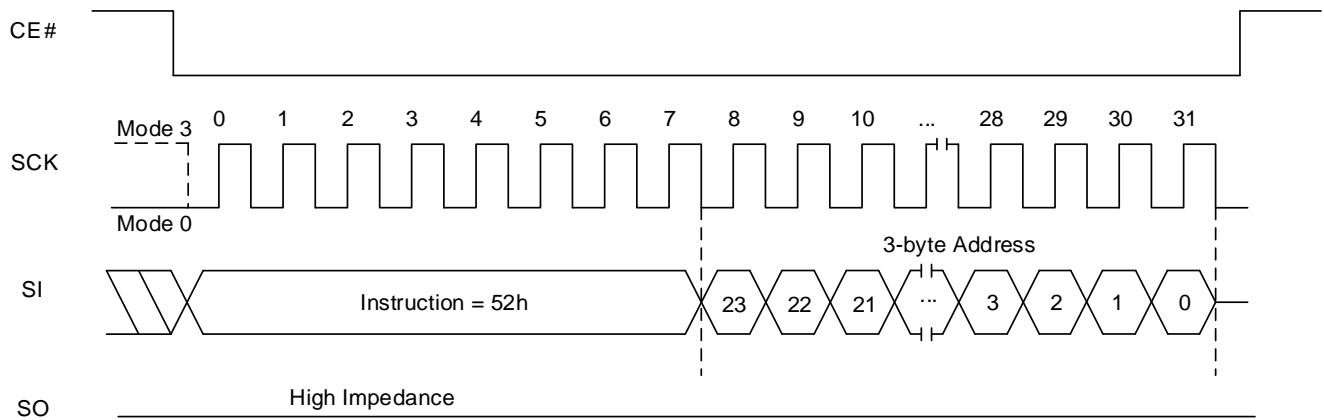 CE#
0 1 2 3 4 5 6 7 8 9 10 ... 28 29 30 31
Mode 3
SCK
Mode 0
3-byte Address
SI
Instruction = 52h 23 22 21 ... 3 2 1 0
High Impedance
SO